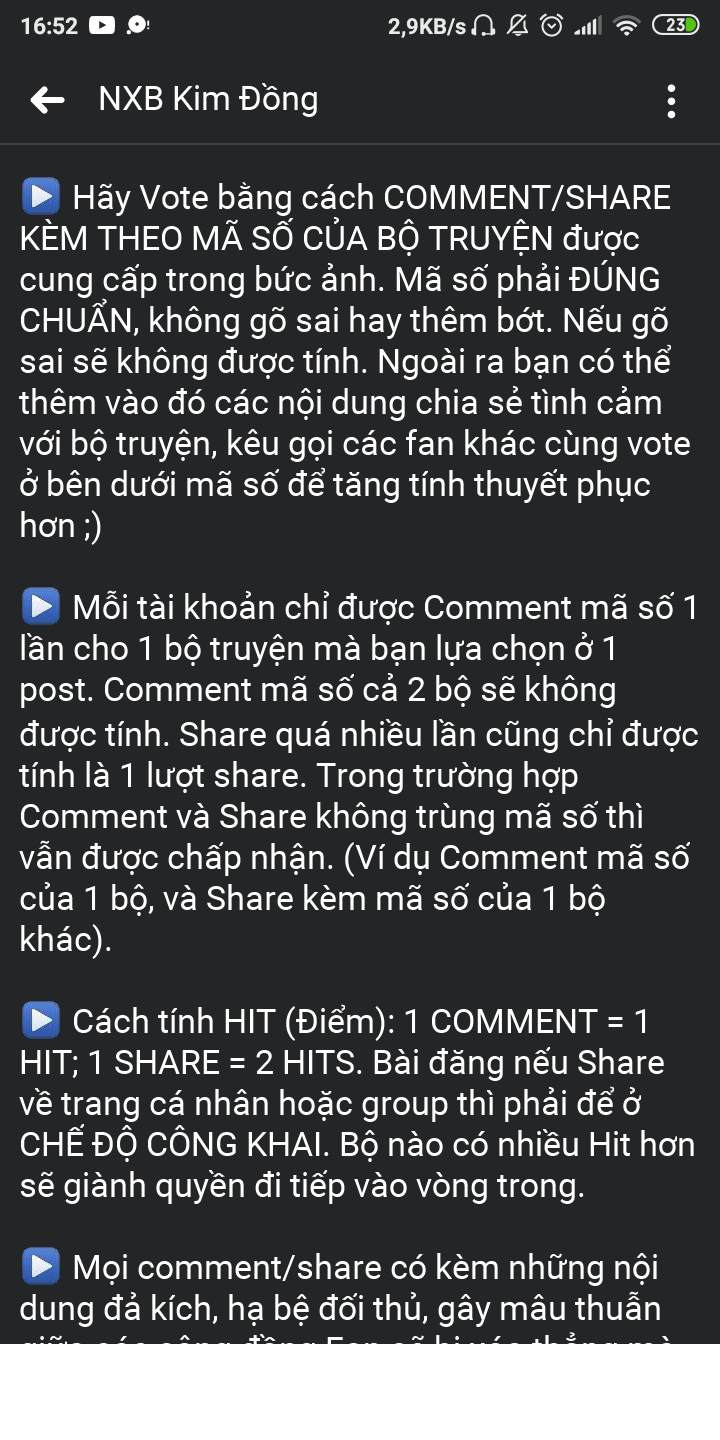 16:52 2,9KB/s 23
NXB Kim Đồng
Hãy Vote bằng cách COMMENT/SHARE
KÈM THEO MÃ SỐ CỦA BỘ TRUYỆN được
cung cấp trong bức ảnh. Mã số phải ĐÚNG
CHUẨN, không gõ sai hay thêm bớt. Nếu gõ
sai sẽ không được tính. Ngoài ra bạn có thể
thêm vào đó các nội dung chia sẻ tình cảm
với bộ truyện, kêu gọi các fan khác cùng vote
ở bên dưới mã số để tăng tính thuyết phục
hơn ;)
Mỗi tài khoản chỉ được Comment mã số 1
lần cho 1 bộ truyện mà bạn lựa chọn ở 1
post. Comment mã số cả 2 bộ sẽ không
được tính. Share quá nhiều lần cũng chỉ được
tính là 1 lượt share. Trong trường hợp
Comment và Share không trùng mã số thì
vẫn được chấp nhận. (Ví dụ Comment mã số
của 1 bộ, và Share kèm mã số của 1 bộ
khác).
Cách tính HIT (Điểm): 1 COMMENT = 1
HIT; 1 SHARE = 2 HITS. Bài đăng nếu Share
về trang cá nhân hoặc group thì phải để ở
CHẾ ĐỘ CÔNG KHAI. Bộ nào có nhiều Hit hơn
sẽ giành quyền đi tiếp vào vòng trong.
Mọi comment/share có kèm những nội
dung đả kích, hạ bệ đối thủ, gây mâu thuẫn